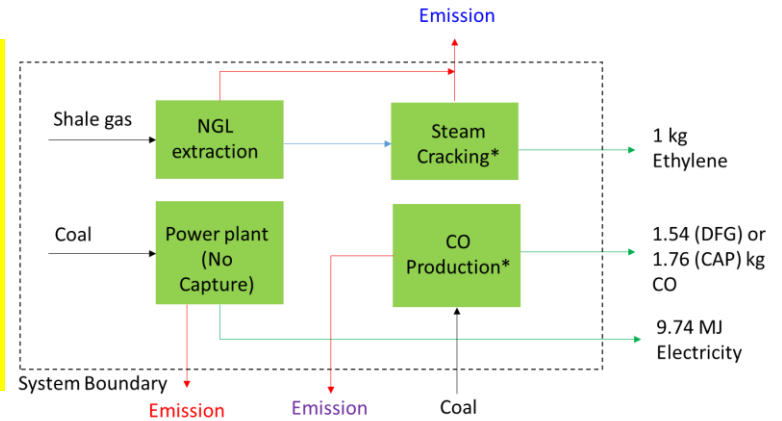 Emission
Shale gas
NGL
extraction
Steam
Cracking*
1 kg
Ethylene
Coal
Power plant
(No
Capture)
CO
Production*
1.54 (DFG) or
1.76 (CAP) kg
CO
9.74 MJ
Electricity
System Boundary
Emission
Emission
Coal